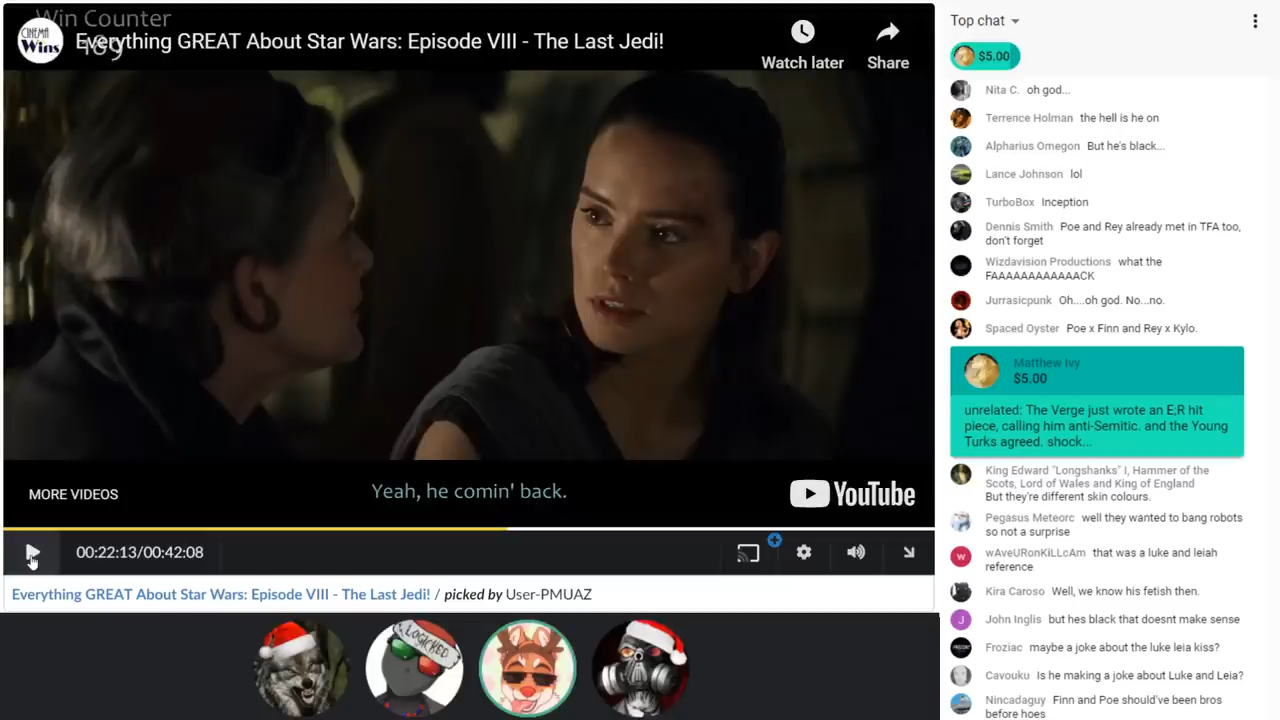 Win Counter
189
CINEMA
Wins
Everything GREAT About Star Wars: Episode VIII - The Last Jedi!
Watch later
Share
Yeah, he comin' back.
MORE VIDEOS
YouTube
00:22:13/00:42:08
Everything GREAT About Star Wars: Episode VIII - The Last Jedi! / picked by User-PMUAZ
LOGICKED
Top chat
$5.00
Nita C. oh god...
Terrence Holman the hell is he on
Alpharius Omegon But he's black...
Lance Johnson lol
TurboBox Inception
Dennis Smith Poe and Rey already met in TFA too,
don't forget
Wizdavision Productions what the
FAAAAAAAAAAAACK
Jurrasicpunk Oh....oh god. No...no.
Spaced Oyster Poe x Finn and Rey x Kylo.
Matthew Ivy
$5.00
unrelated: The Verge just wrote an E;R hit
piece, calling him anti-Semitic. and the Young
Turks agreed. shock...
King Edward "Longshanks" I, Hammer of the
Scots, Lord of Wales and King of England
But they're different skin colours.
Pegasus Meteorc well they wanted to bang robots
so not a surprise
w
wAveURonKiLLcAm that was a luke and leiah
reference
Kira Caroso Well, we know his fetish then.
J
John Inglis but hes black that doesnt make sense
Froziac maybe a joke about the luke leia kiss?
Cavouku Is he making a joke about Luke and Leia?
Nincadaguy Finn and Poe should've been bros
before hoes